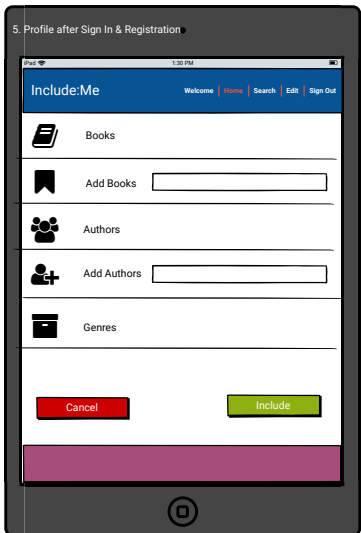 5. Profile after Sign In & Registration
iPad 1:30 PM
Include:Me Welcome Home Search Edit Sign Out
Books
Add Books
Authors
Add Authors
Genres
Cancel Include